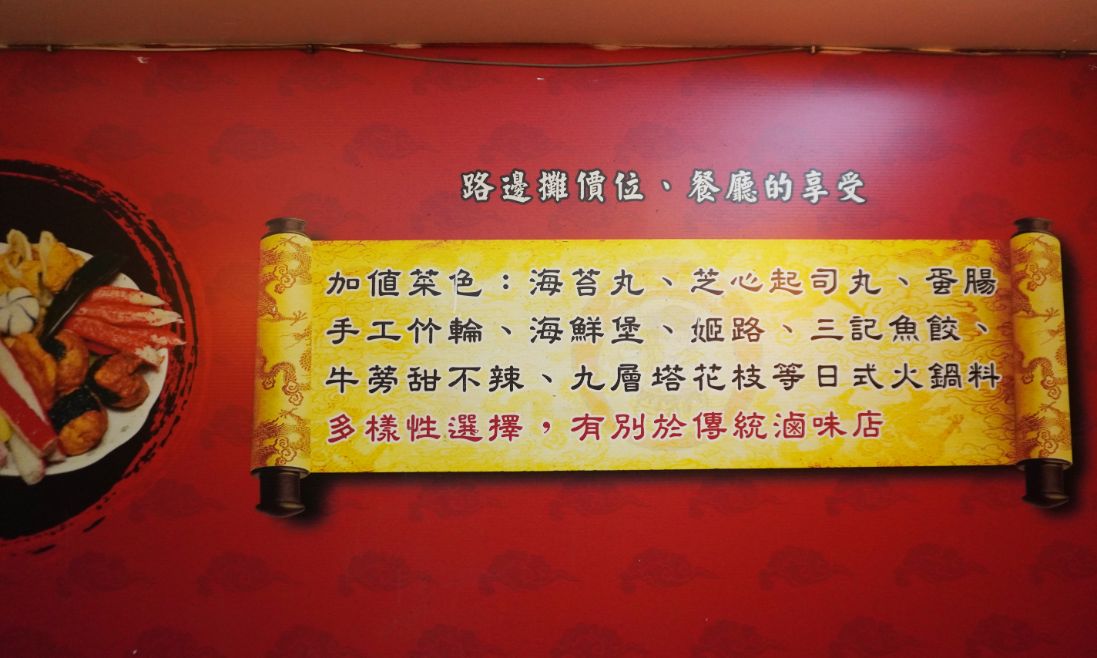 路邊攤價位、餐廳的享受
加值菜色：海苔丸、芝心起司丸、蛋腸
手工竹輪、海鮮堡、姬路、三記魚餃、
牛蒡甜不辣、九層塔花枝等日式火鍋料
多樣性選擇，有別於傳統滷味店